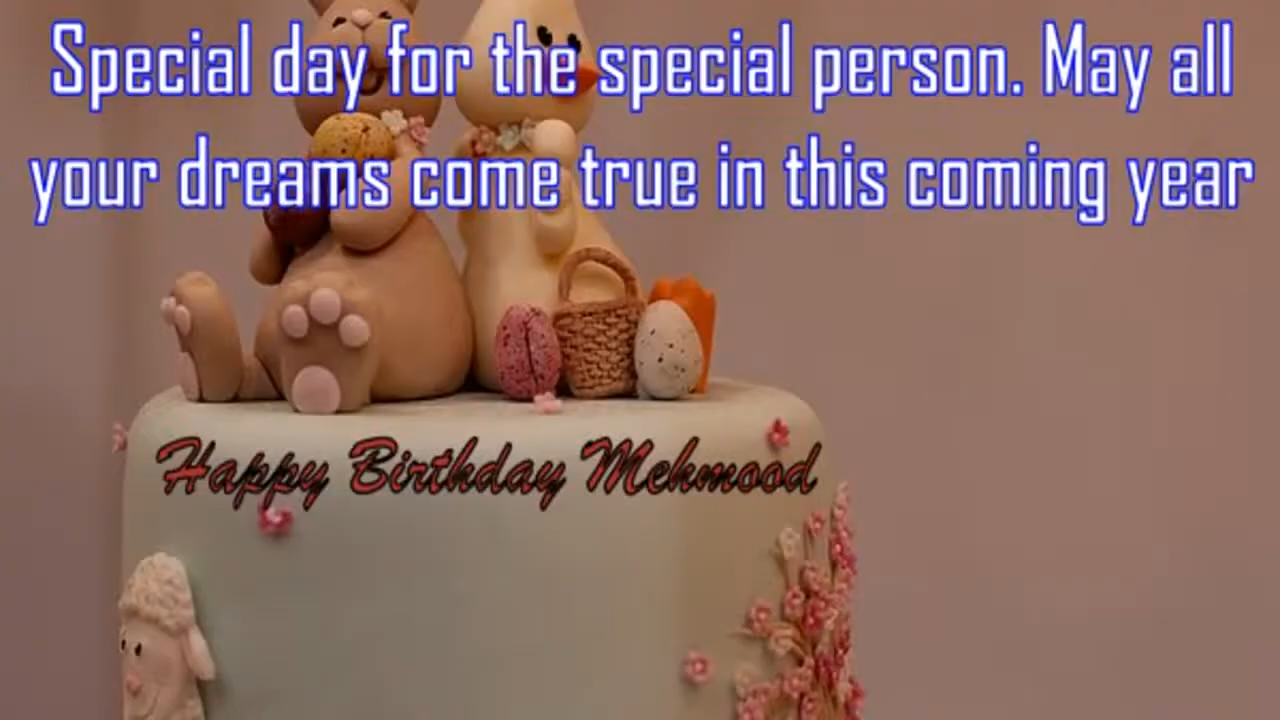 Special day for the special person. May all
your dreams come true in this coming year
Happy Birthday Mehmood